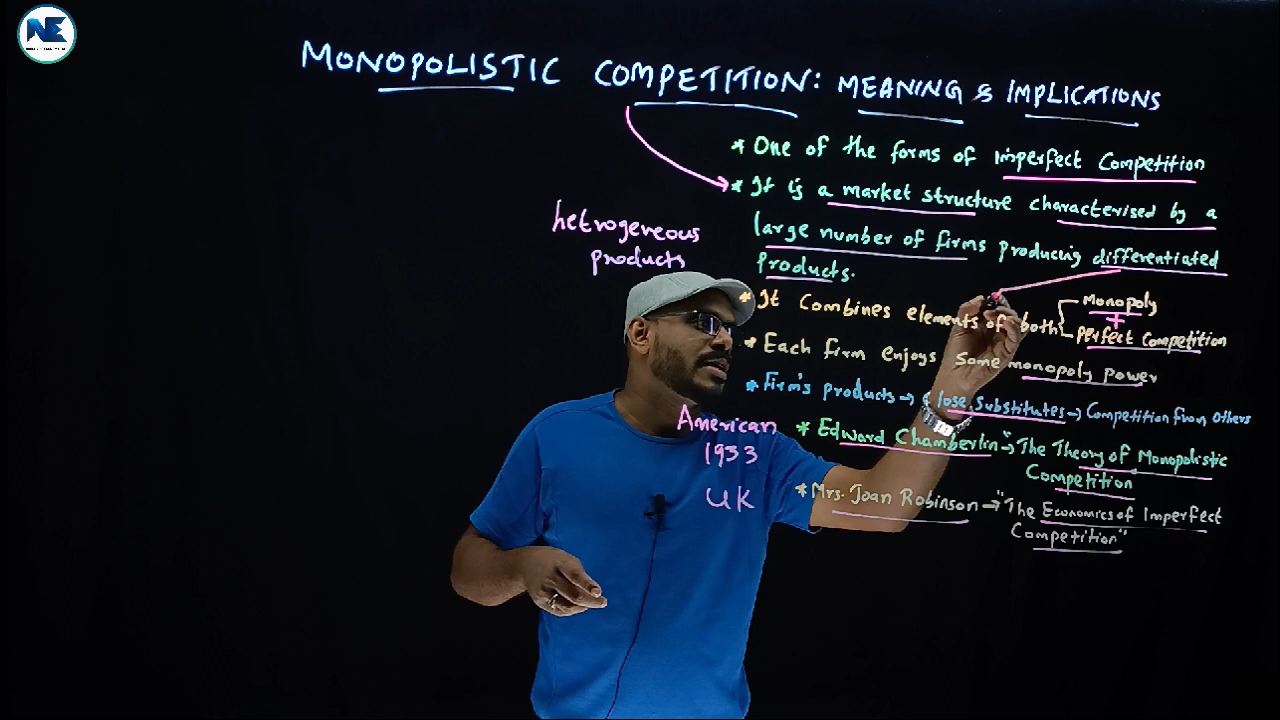 NE
MONOPOLISTIC COMPETITION: MEANING & IMPLICATIONS
* One of the forms of imperfect Competition
* It is a market structure characterised by a
large number of firms producing differentiated
products.
hetrogeneous
products
* It Combines elements of both Monopoly
+
Perfect Competition
* Each firm enjoys Some monopoly power
* Firm's products → Close Substitutes → Competition from Others
American
1933
* Edward Chamberlin → "The Theory of Monopolistic
Competition
UK
* Mrs. Joan Robinson → "The Economics of Imperfect
Competition"